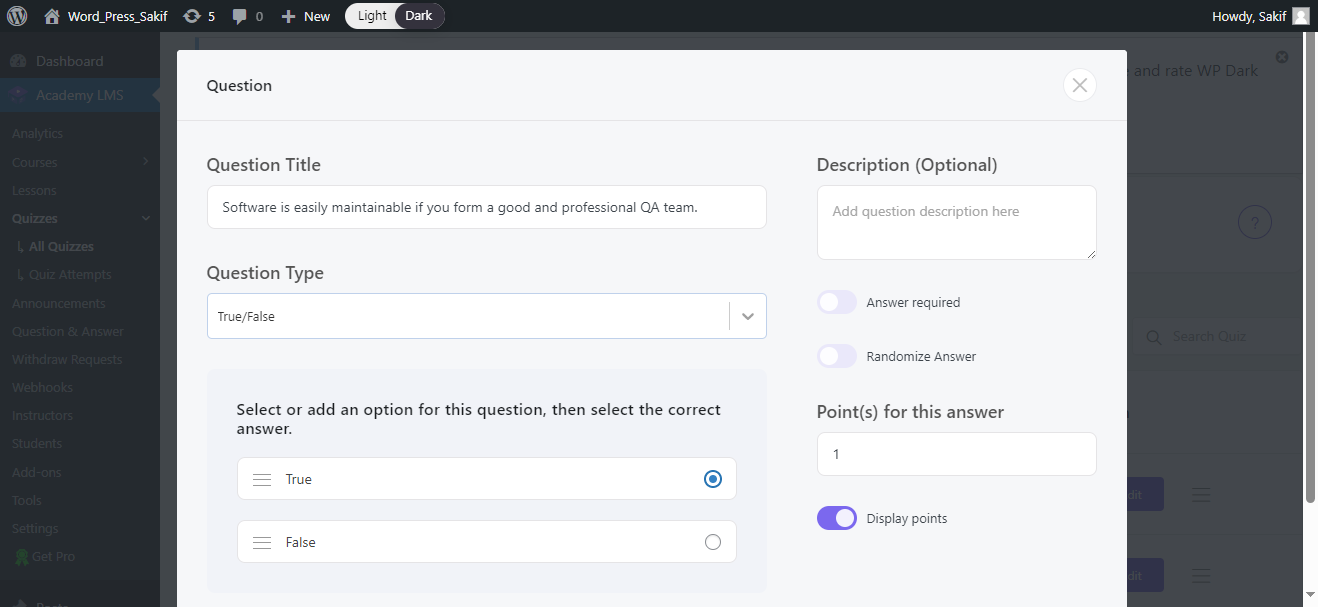 Word_Press_Sakif 5 0 New Light Dark Howdy, Sakif
Dashboard
Academy LMS
Analytics
Courses
Lessons
Quizzes
All Quizzes
Quiz Attempts
Announcements
Question & Answer
Withdraw Requests
Webhooks
Instructors
Students
Add-ons
Tools
Settings
Get Pro
and rate WP Dark
?
Search Quiz
Question
Question Title
Software is easily maintainable if you form a good and professional QA team.
Question Type
True/False
Select or add an option for this question, then select the correct
answer.
True
False
Description (Optional)
Add question description here
Answer required
Randomize Answer
Point(s) for this answer
1
Display points